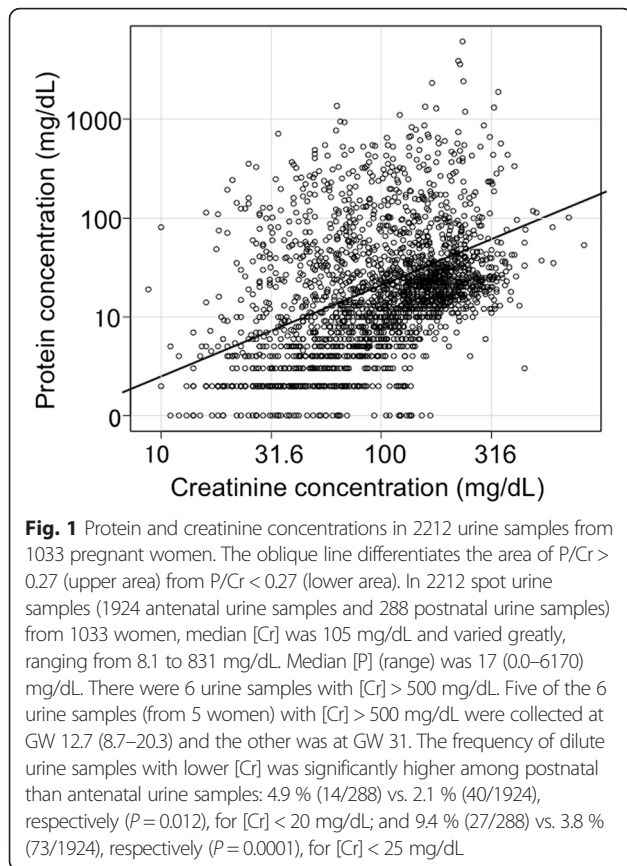 Protein concentration (mg/dL)
1000
100
10
0
10 31.6 100 316
Creatinine concentration (mg/dL)
Fig. 1 Protein and creatinine concentrations in 2212 urine samples from
1033 pregnant women. The oblique line differentiates the area of P/Cr >
0.27 (upper area) from P/Cr < 0.27 (lower area). In 2212 spot urine
samples (1924 antenatal urine samples and 288 postnatal urine samples)
from 1033 women, median [Cr] was 105 mg/dL and varied greatly,
ranging from 8.1 to 831 mg/dL. Median [P] (range) was 17 (0.0–6170)
mg/dL. There were 6 urine samples with [Cr] > 500 mg/dL. Five of the 6
urine samples (from 5 women) with [Cr] > 500 mg/dL were collected at
GW 12.7 (8.7–20.3) and the other was at GW 31. The frequency of dilute
urine samples with lower [Cr] was significantly higher among postnatal
than antenatal urine samples: 4.9 % (14/288) vs. 2.1 % (40/1924),
respectively (P = 0.012), for [Cr] < 20 mg/dL; and 9.4 % (27/288) vs. 3.8 %
(73/1924), respectively (P = 0.0001), for [Cr] < 25 mg/dL